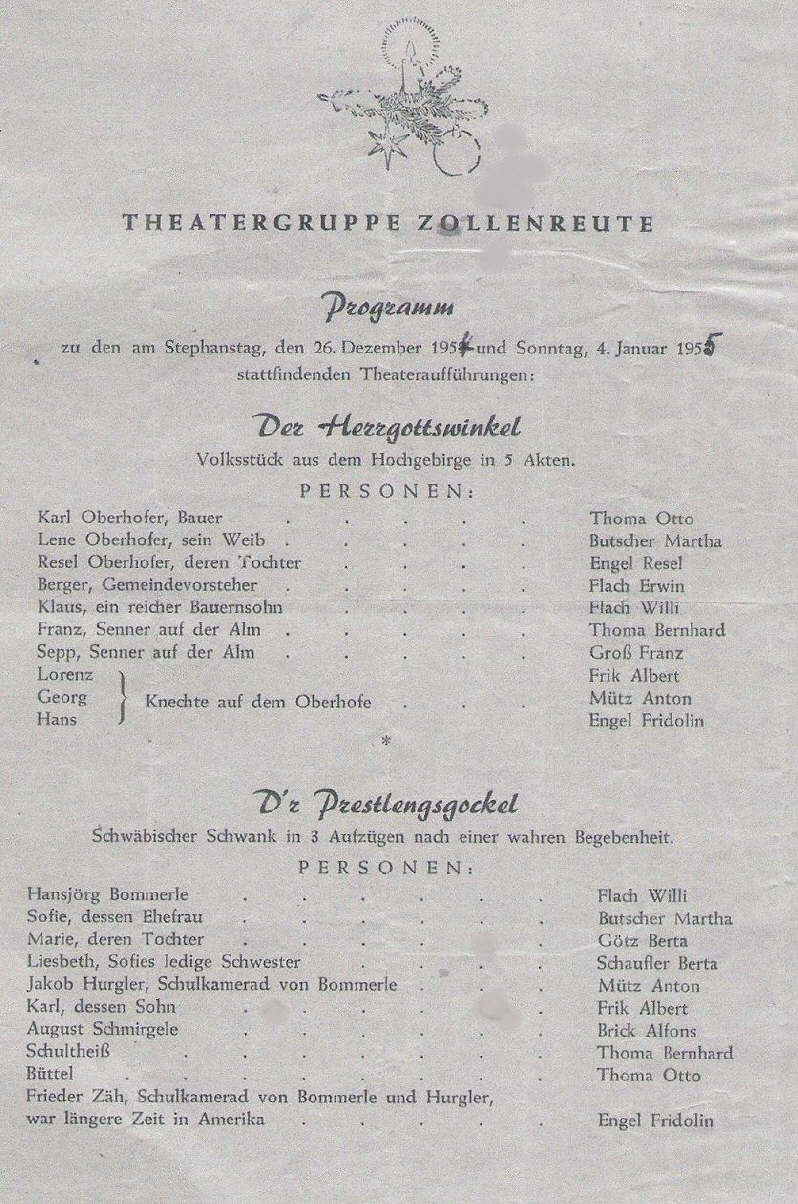 THEATERGRUPPE ZOLLENREUTE
Programm
zu den am Stephanstag, den 26. Dezember 1954 und Sonntag, 4. Januar 1955
stattfindenden Theateraufführungen:
Der Herrgottswinkel
Volksstück aus dem Hochgebirge in 5 Akten.
PERSONEN:
Karl Oberhofer, Bauer . . . . . Thoma Otto
Lene Oberhofer, sein Weib . . . . . Butscher Martha
Resel Oberhofer, deren Tochter . . . . Engel Resel
Berger, Gemeindevorsteher . . . . . Flach Erwin
Klaus, ein reicher Bauernsohn . . . . Flach Willi
Franz, Senner auf der Alm . . . . . Thoma Bernhard
Sepp, Senner auf der Alm . . . . . Groß Franz
Lorenz Frik Albert
Georg } Knechte auf dem Oberhofe . . . Mütz Anton
Hans Engel Fridolin
*
D'r Prestlengsgockel
Schwäbischer Schwank in 3 Aufzügen nach einer wahren Begebenheit.
PERSONEN:
Hansjörg Bommerle . . . . . . Flach Willi
Sofie, dessen Ehefrau . . . . . . Butscher Martha
Marie, deren Tochter . . . . . Götz Berta
Liesbeth, Sofies ledige Schwester . . . . Schaufler Berta
Jakob Hurgler, Schulkamerad von Bommerle . . . Mütz Anton
Karl, dessen Sohn . . . . . Frik Albert
August Schmirgele . . . . . . Brick Alfons
Schultheiß . . . . . . . Thoma Bernhard
Büttel . . . . . . . . Thoma Otto
Frieder Zäh, Schulkamerad von Bommerle und Hurgler,
war längere Zeit in Amerika . . . . . Engel Fridolin